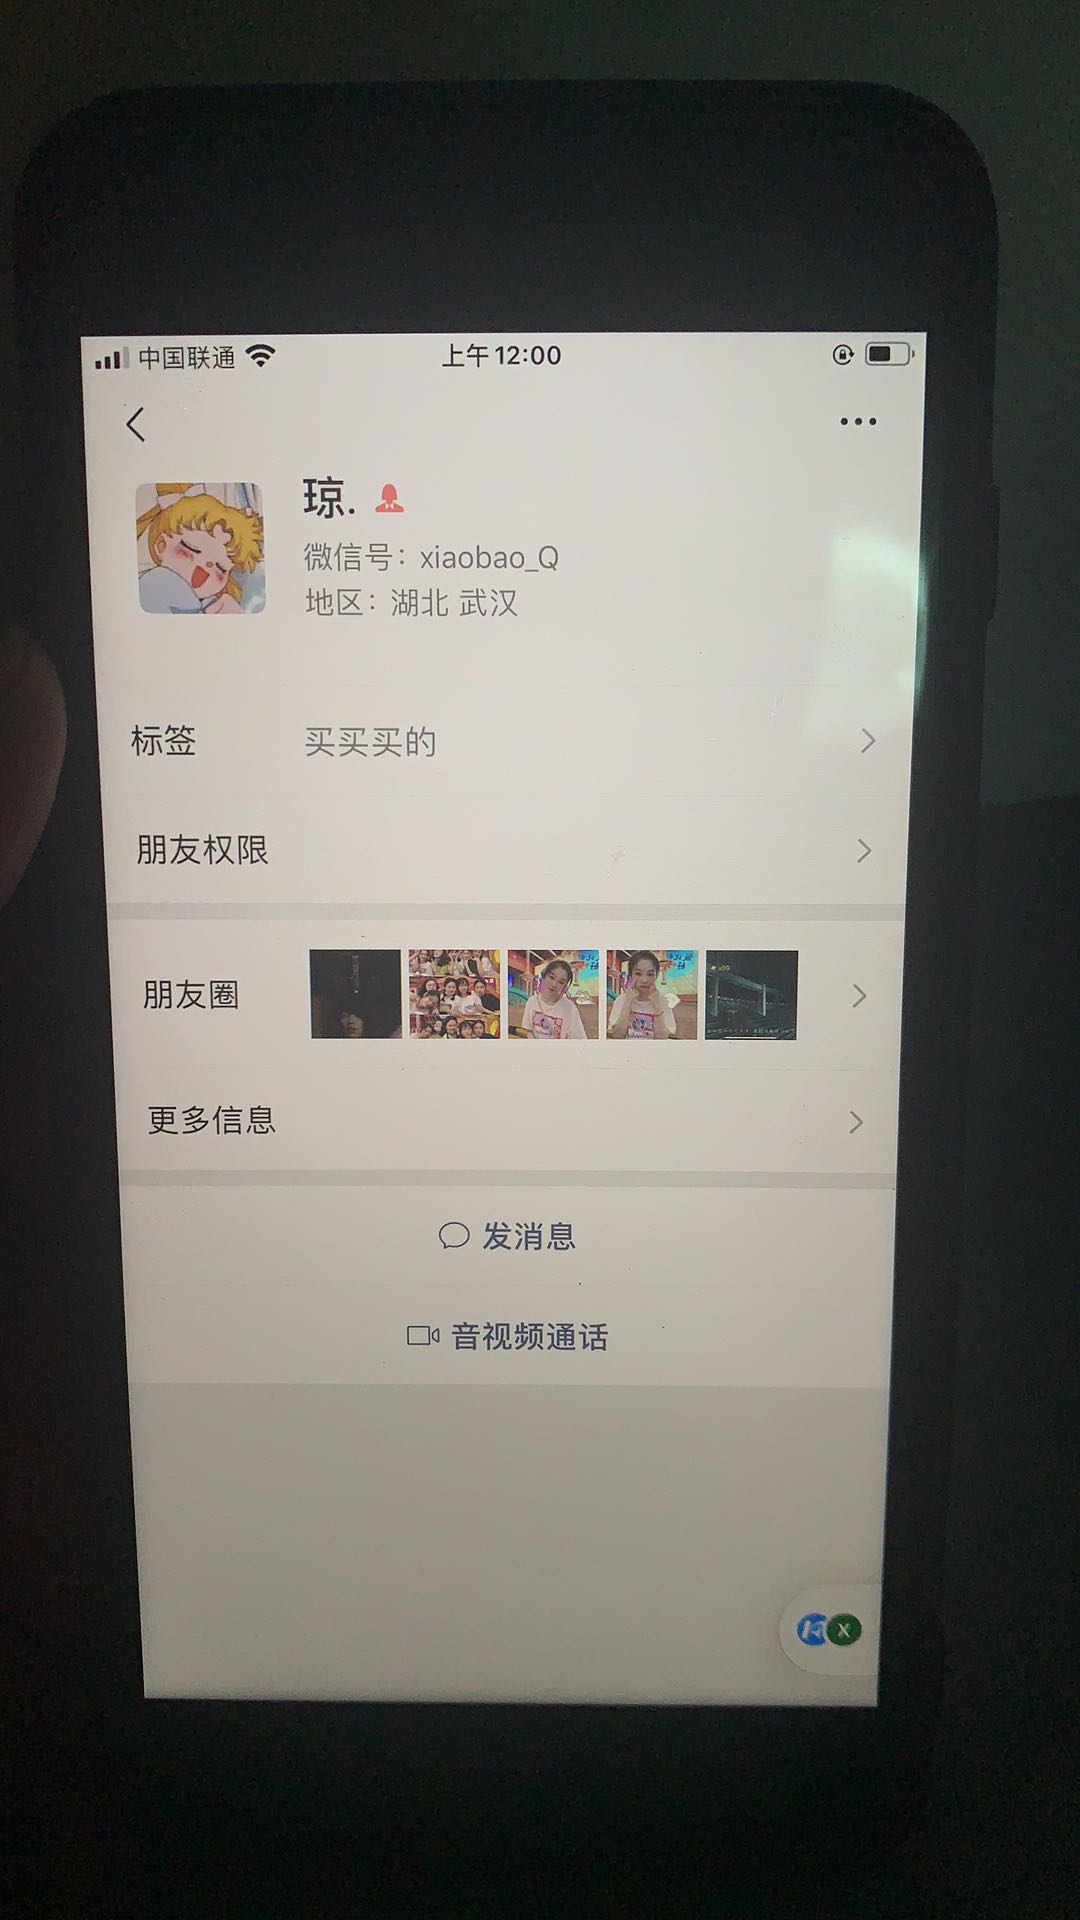 中国联通
上午12:00
琼.
微信号：xiaobao_Q
地区：湖北 武汉
标签 买买买的
朋友权限
朋友圈
更多信息
发消息
音视频通话
X